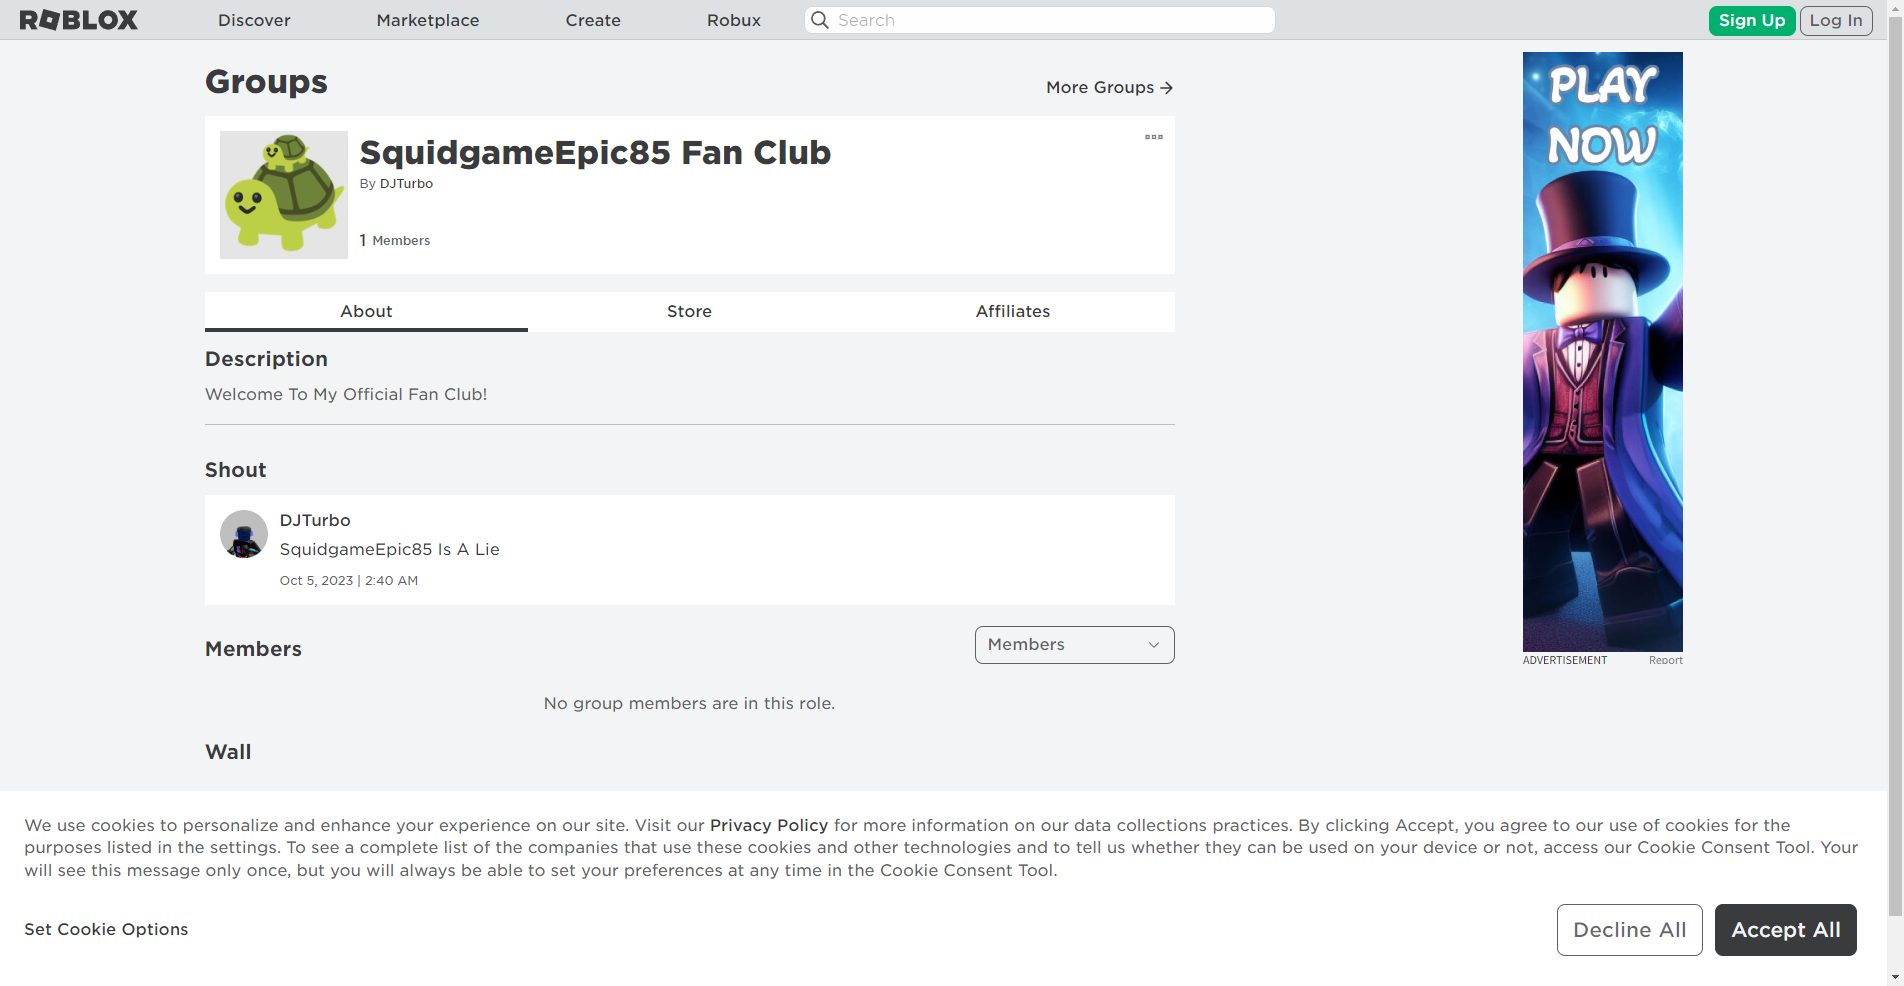 ROBLOX
Discover
Marketplace
Create
Robux
Search
Sign Up
Log In
Groups
More Groups →
SquidgameEpic85 Fan Club
By DJTurbo
1 Members
About
Store
Affiliates
Description
Welcome To My Official Fan Club!
Shout
DJTurbo
SquidgameEpic85 Is A Lie
Oct 5, 2023 | 2:40 AM
Members
Members
No group members are in this role.
Wall
PLAY
NOW
ADVERTISEMENT
Report
We use cookies to personalize and enhance your experience on our site. Visit our Privacy Policy for more information on our data collections practices. By clicking Accept, you agree to our use of cookies for the
purposes listed in the settings. To see a complete list of the companies that use these cookies and other technologies and to tell us whether they can be used on your device or not, access our Cookie Consent Tool. Your
will see this message only once, but you will always be able to set your preferences at any time in the Cookie Consent Tool.
Set Cookie Options
Decline All
Accept All